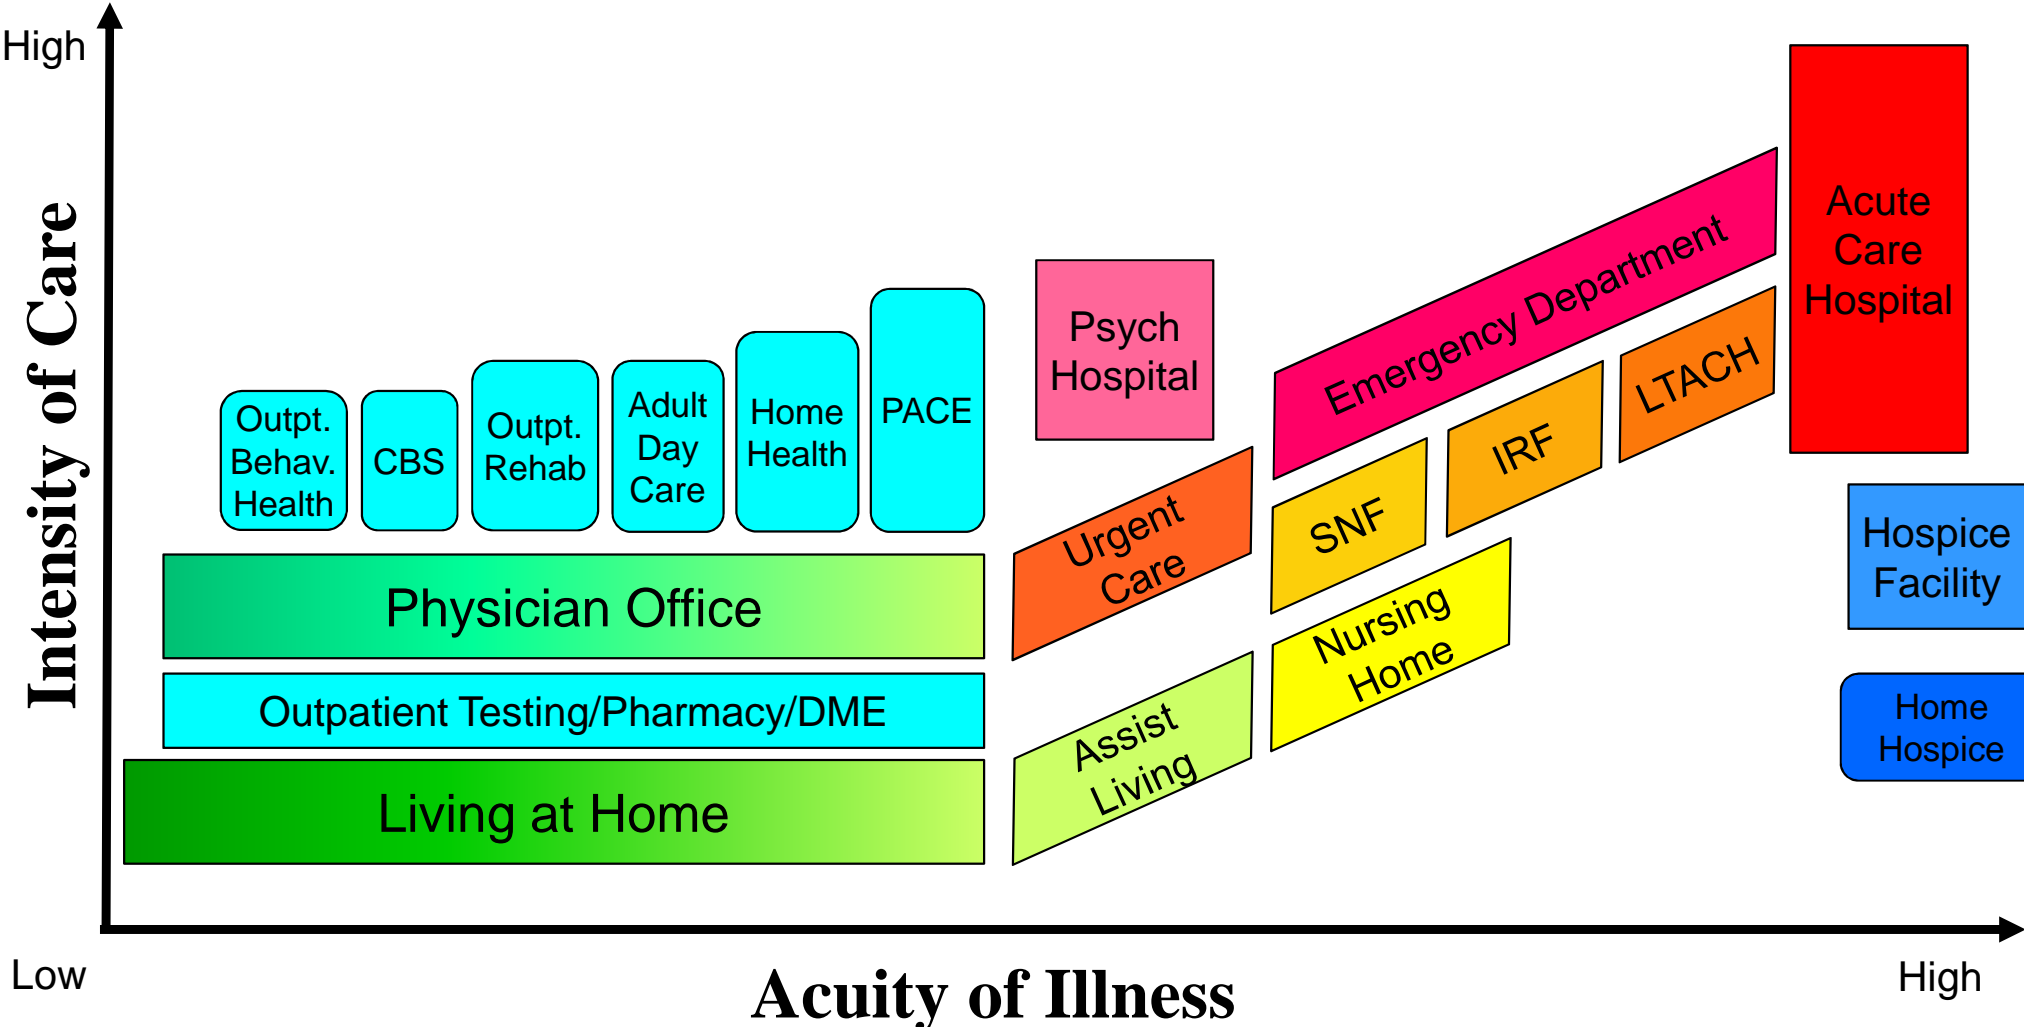 High
Intensity of Care
Outpt.
Behav.
Health
CBS
Outpt.
Rehab
Adult
Day
Care
Home
Health
PACE
Psych
Hospital
Emergency Department
Acute
Care
Hospital
Urgent
Care
SNF
IRF
LTACH
Hospice
Facility
Physician Office
Nursing
Home
Outpatient Testing/Pharmacy/DME
Assist
Living
Home
Hospice
Living at Home
Low
Acuity of Illness
High